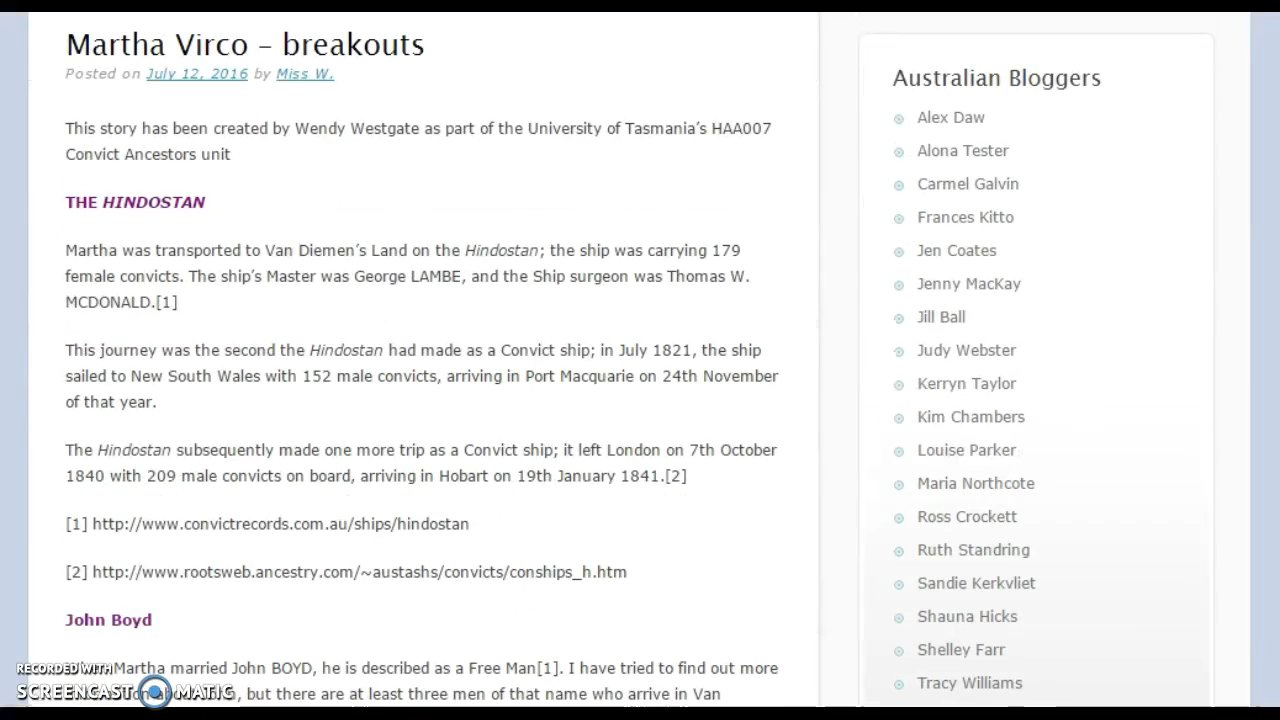 Martha Virco – breakouts
Posted on July 12, 2016 by Miss W.
This story has been created by Wendy Westgate as part of the University of Tasmania's HAA007
Convict Ancestors unit
THE HINDOSTAN
Martha was transported to Van Diemen's Land on the Hindostan; the ship was carrying 179
female convicts. The ship's Master was George LAMBE, and the Ship surgeon was Thomas W.
MCDONALD.[1]
This journey was the second the Hindostan had made as a Convict ship; in July 1821, the ship
sailed to New South Wales with 152 male convicts, arriving in Port Macquarie on 24th November
of that year.
The Hindostan subsequently made one more trip as a Convict ship; it left London on 7th October
1840 with 209 male convicts on board, arriving in Hobart on 19th January 1841.[2]
[1] http://www.convictrecords.com.au/ships/hindostan
[2] http://www.rootsweb.ancestry.com/~austashs/convicts/conships_h.htm
John Boyd
Martha married John BOYD, he is described as a Free Man[1]. I have tried to find out more
, but there are at least three men of that name who arrive in Van
RECORDED WITH
SCREENCAST MATIC
Australian Bloggers
Alex Daw
Alona Tester
Carmel Galvin
Frances Kitto
Jen Coates
Jenny MacKay
Jill Ball
Judy Webster
Kerryn Taylor
Kim Chambers
Louise Parker
Maria Northcote
Ross Crockett
Ruth Standring
Sandie Kerkvliet
Shauna Hicks
Shelley Farr
Tracy Williams